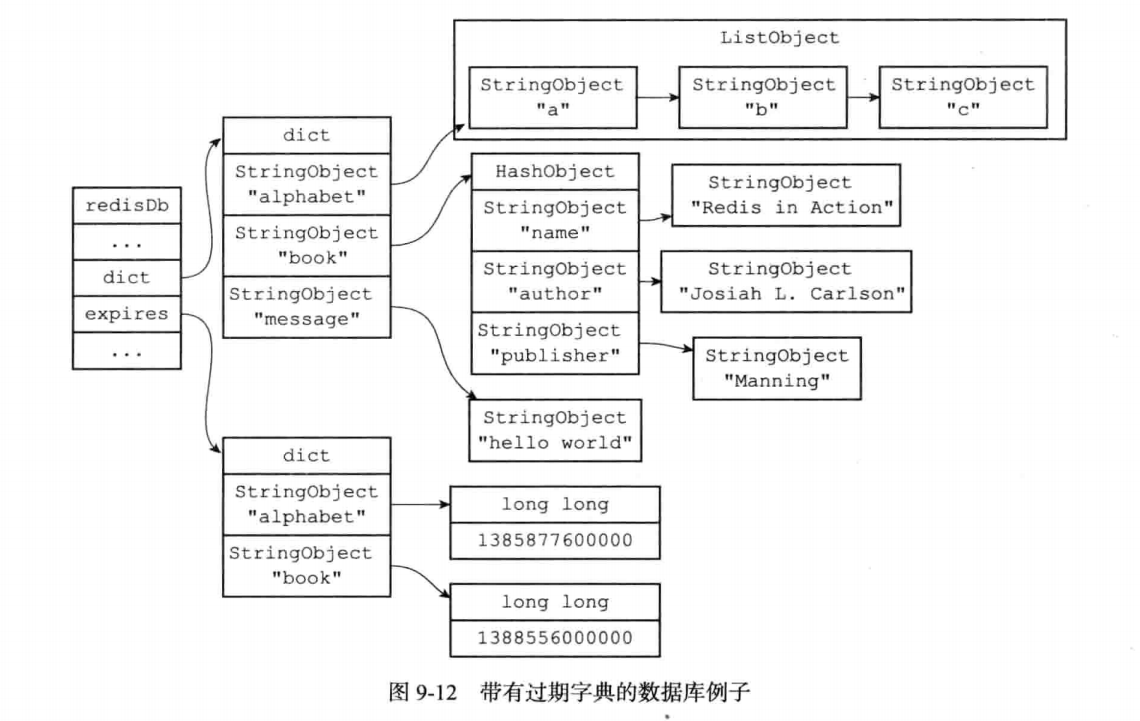 ListObject
StringObject
"a"
StringObject
"b"
StringObject
"c"
redisDb
...
dict
expires
...
dict
StringObject
"alphabet"
StringObject
"book"
StringObject
"message"
HashObject
StringObject
"name"
StringObject
"author"
StringObject
"publisher"
StringObject
"Redis in Action"
StringObject
"Josiah L. Carlson"
StringObject
"Manning"
StringObject
"hello world"
dict
StringObject
"alphabet"
StringObject
"book"
long long
1385877600000
long long
1388556000000
图 9-12 带有过期字典的数据库例子